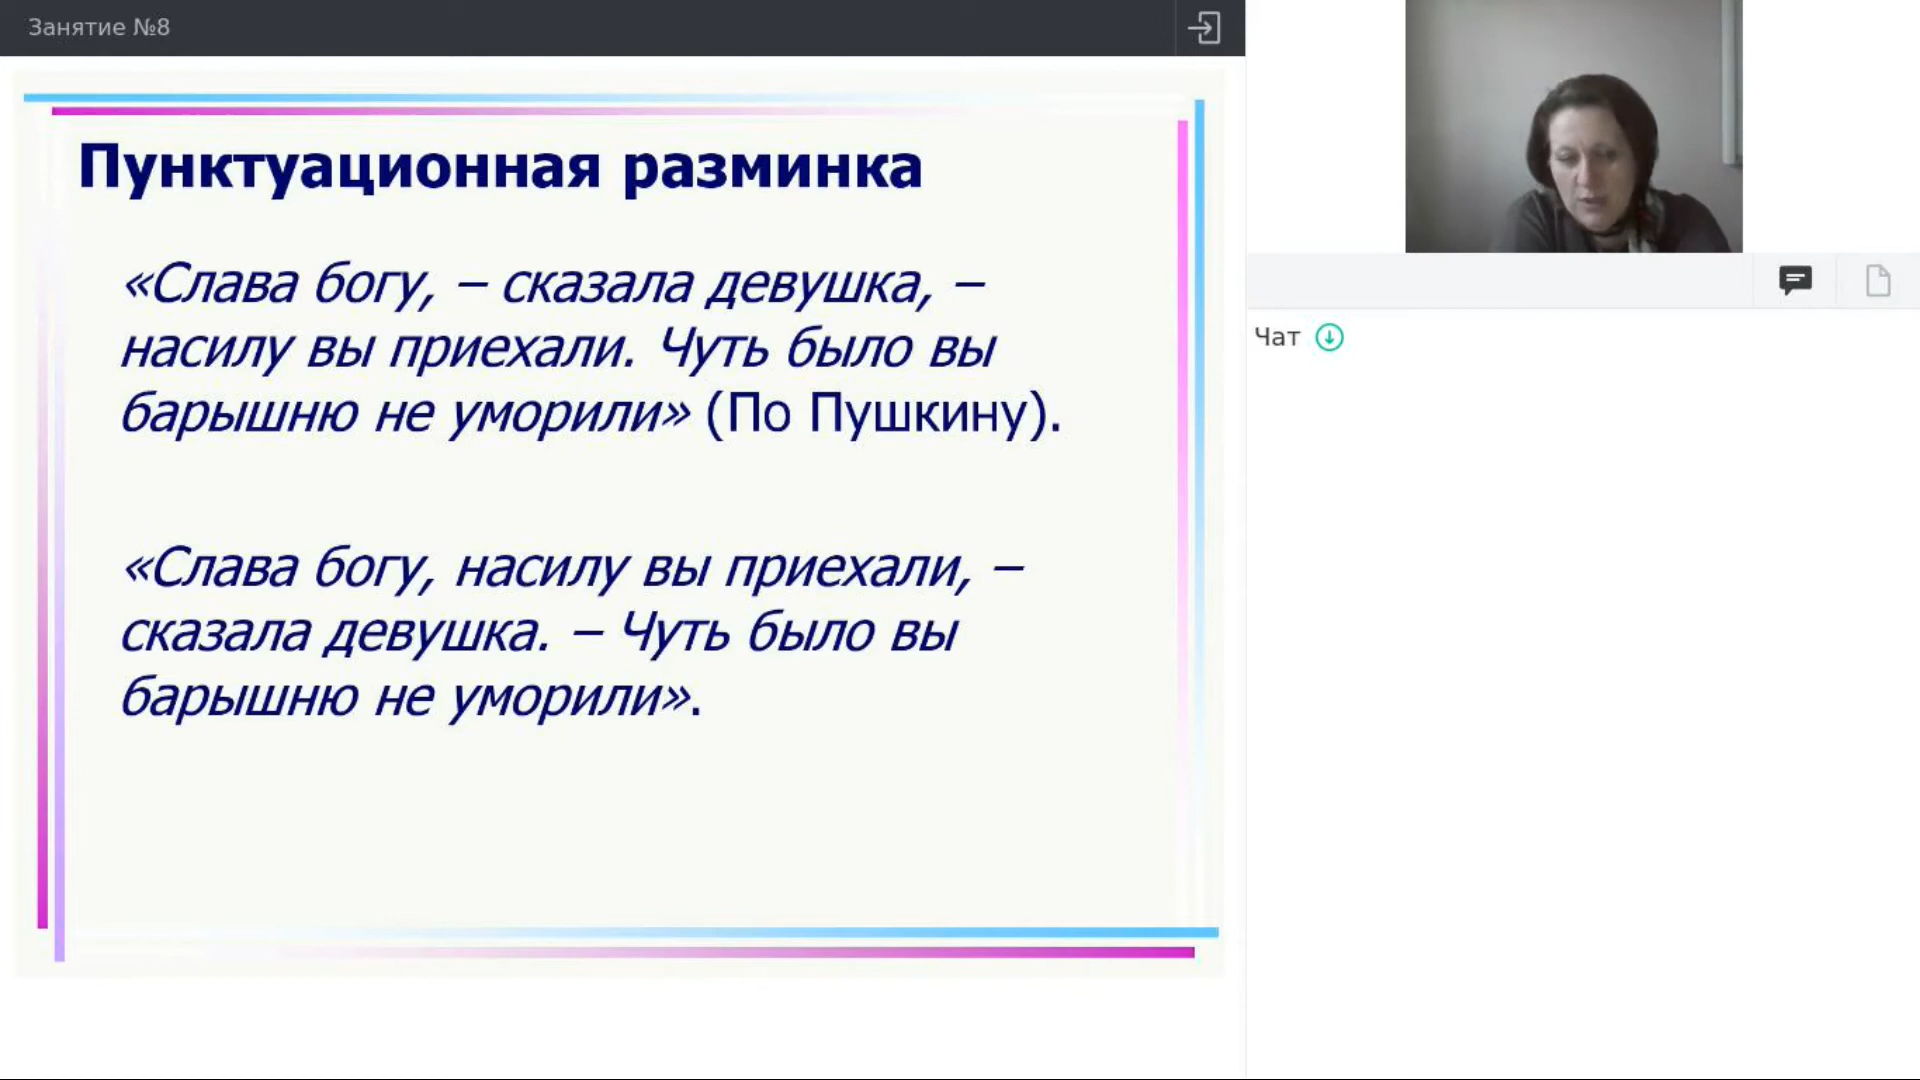 Занятие №8
Пунктуационная разминка
«Слава богу, – сказала девушка, –
насилу вы приехали. Чуть было вы
барышню не уморили» (По Пушкину).
«Слава богу, насилу вы приехали, –
сказала девушка. – Чуть было вы
барышню не уморили».
Чат